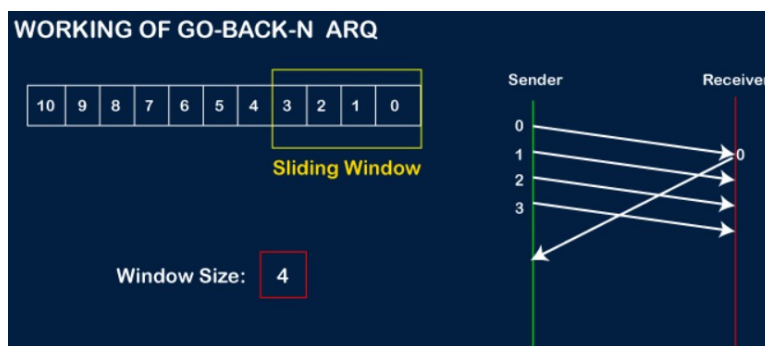 WORKING OF GO-BACK-N ARQ
10 9 8 7 6 5 4 3 2 1 0
Sliding Window
Window Size: 4
Sender Receiver
0
1 0
2
3